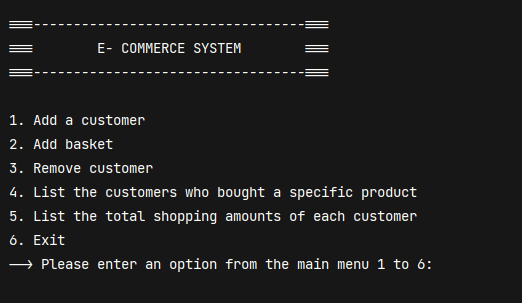 ===----------------------------------===
===        E- COMMERCE SYSTEM        ===
===----------------------------------===
1. Add a customer
2. Add basket
3. Remove customer
4. List the customers who bought a specific product
5. List the total shopping amounts of each customer
6. Exit
--> Please enter an option from the main menu 1 to 6: